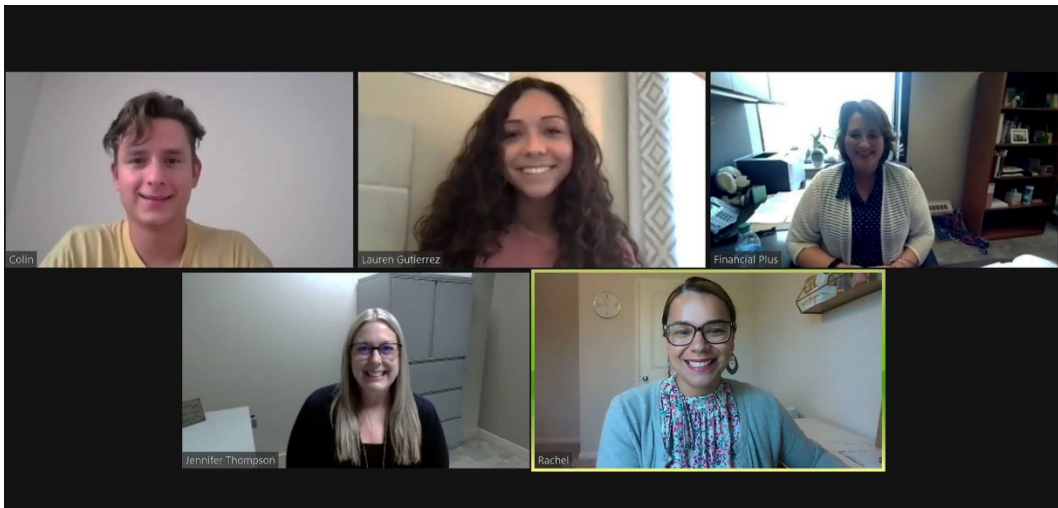 Colin
Lauren Gutierrez
Financial Plus
Jennifer Thompson
Rachel